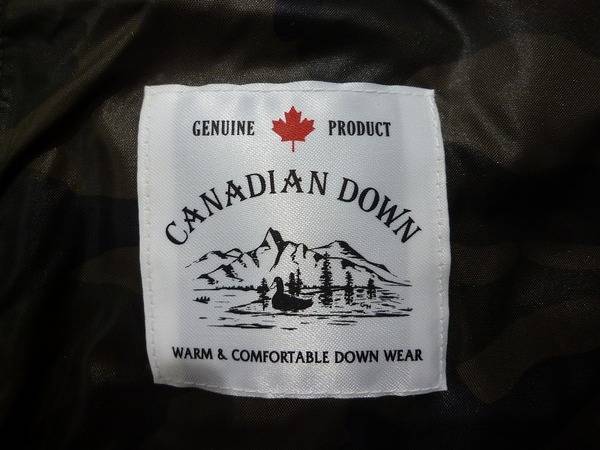 GENUINE PRODUCT
CANADIAN DOWN
WARM & COMFORTABLE DOWN WEAR